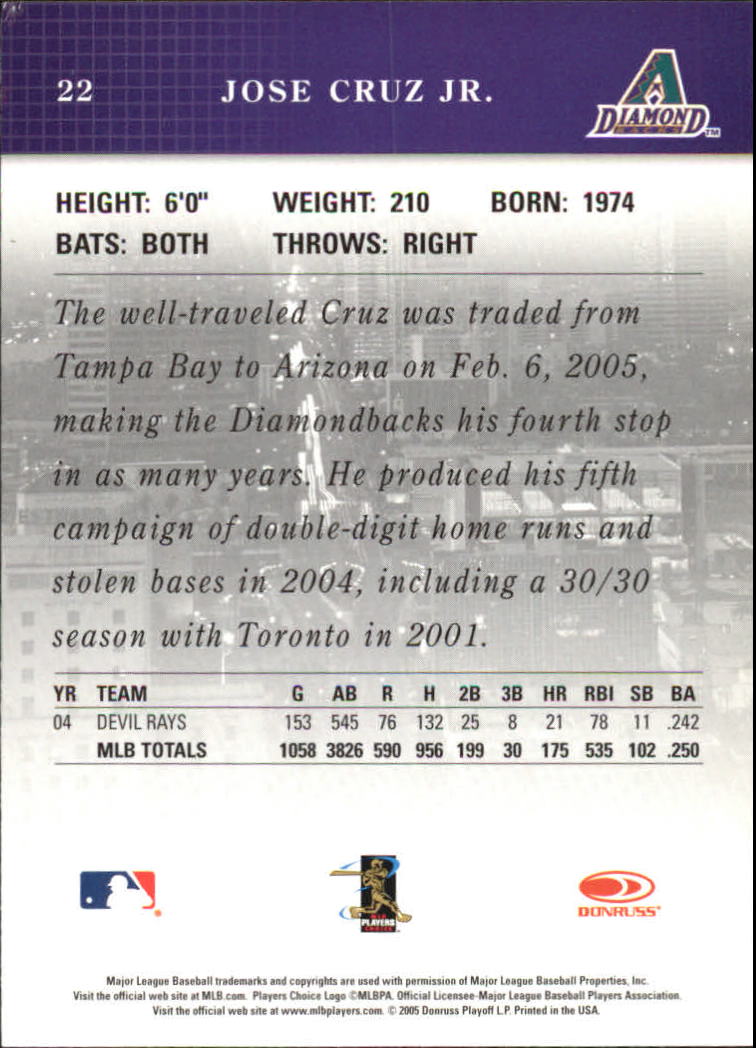 22 JOSE CRUZ JR.
DIAMOND
BACKS TM
HEIGHT: 6'0" WEIGHT: 210 BORN: 1974
BATS: BOTH THROWS: RIGHT
The well-traveled Cruz was traded from
Tampa Bay to Arizona on Feb. 6, 2005,
making the Diamondbacks his fourth stop
in as many years. He produced his fifth
campaign of double-digit home runs and
stolen bases in 2004, including a 30/30
season with Toronto in 2001.
YR TEAM G AB R H 2B 3B HR RBI SB BA
04 DEVIL RAYS 153 545 76 132 25 8 21 78 11 .242
MLB TOTALS 1058 3826 590 956 199 30 175 535 102 .250
PLAYERS
CHOICE
DONRUSS
Major League Baseball trademarks and copyrights are used with permission of Major League Baseball Properties, Inc.
Visit the official web site at MLB.com. Players Choice Logo ©MLBPA, Official Licensee-Major League Baseball Players Association.
Visit the official web site at www.mlbplayers.com. © 2005 Donruss Playoff L.P. Printed in the USA.